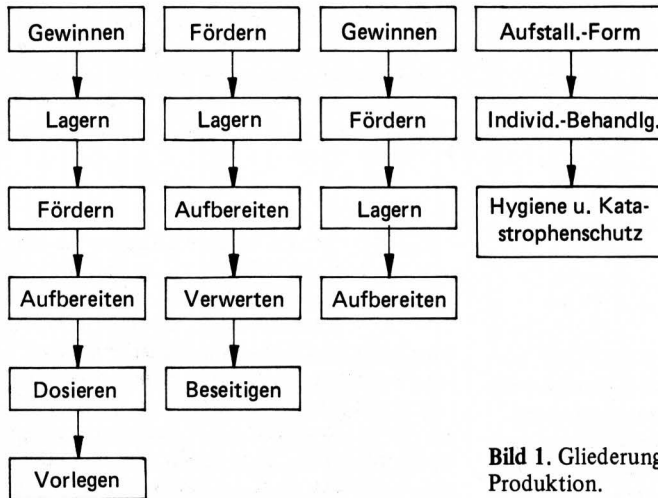 Gewinnen
Lagern
Fördern
Aufbereiten
Dosieren
Vorlegen
Fördern
Lagern
Aufbereiten
Verwerten
Beseitigen
Gewinnen
Fördern
Lagern
Aufbereiten
Aufstall.-Form
Individ.-Behandlg.
Hygiene u. Kata-
strophenschutz
Bild 1. Gliederung
Produktion.